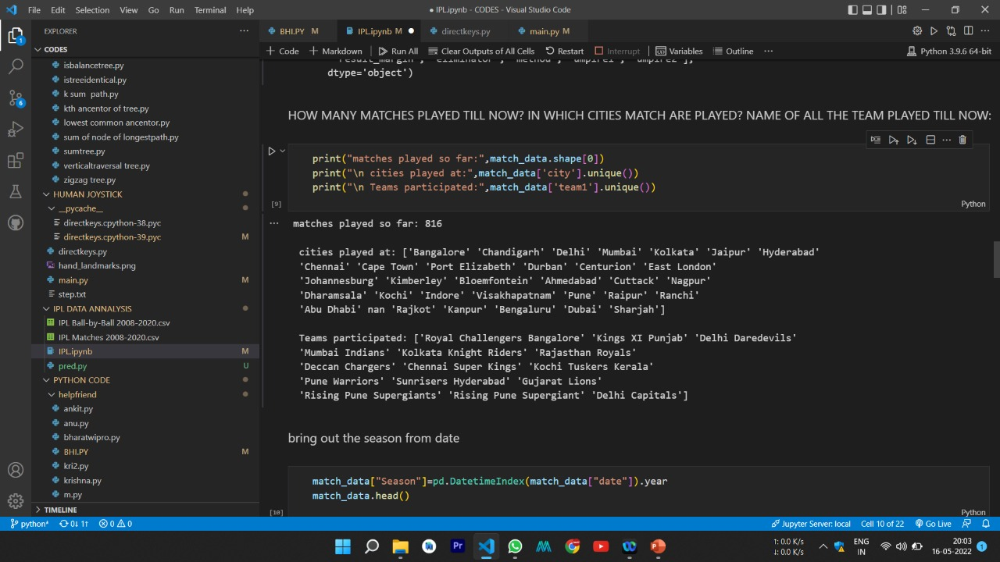 File Edit Selection View Go Run Terminal Help
● IPL.ipynb - CODES - Visual Studio Code
EXPLORER
BHI.PY M
IPL.ipynb M
directkeys.py
main.py M
CODES
+ Code + Markdown Run All Clear Outputs of All Cells Restart Interrupt Variables Outline ··· Python 3.9.6 64-bit
isbalancetree.py
istreeidentical.py
k sum path.py
kth ancentor of tree.py
lowest common ancentor.py
sum of node of longestpath.py
sumtree.py
verticaltraversal tree.py
zigzag tree.py
HUMAN JOYSTICK
__pycache__
directkeys.cpython-38.pyc
directkeys.cpython-39.pyc M
directkeys.py
hand_landmarks.png
main.py M
step.txt
IPL DATA ANNALYSIS
IPL Ball-by-Ball 2008-2020.csv
IPL Matches 2008-2020.csv
IPL.ipynb M
pred.py U
PYTHON CODE
helpfriend
ankit.py
anu.py
bharatwipro.py
BHI.PY M
kri2.py
krishna.py
m.py
TIMELINE
'result_margin', 'eliminator', 'method', 'umpire1', 'umpire2'],
dtype='object')
HOW MANY MATCHES PLAYED TILL NOW? IN WHICH CITIES MATCH ARE PLAYED? NAME OF ALL THE TEAM PLAYED TILL NOW:
print("matches played so far:",match_data.shape[0])
print("\n cities played at:",match_data['city'].unique())
print("\n Teams participated:",match_data['team1'].unique())
[9]
Python
matches played so far: 816
cities played at: ['Bangalore' 'Chandigarh' 'Delhi' 'Mumbai' 'Kolkata' 'Jaipur' 'Hyderabad'
'Chennai' 'Cape Town' 'Port Elizabeth' 'Durban' 'Centurion' 'East London'
'Johannesburg' 'Kimberley' 'Bloemfontein' 'Ahmedabad' 'Cuttack' 'Nagpur'
'Dharamsala' 'Kochi' 'Indore' 'Visakhapatnam' 'Pune' 'Raipur' 'Ranchi'
'Abu Dhabi' nan 'Rajkot' 'Kanpur' 'Bengaluru' 'Dubai' 'Sharjah']
Teams participated: ['Royal Challengers Bangalore' 'Kings XI Punjab' 'Delhi Daredevils'
'Mumbai Indians' 'Kolkata Knight Riders' 'Rajasthan Royals'
'Deccan Chargers' 'Chennai Super Kings' 'Kochi Tuskers Kerala'
'Pune Warriors' 'Sunrisers Hyderabad' 'Gujarat Lions'
'Rising Pune Supergiants' 'Rising Pune Supergiant' 'Delhi Capitals']
bring out the season from date
match_data["Season"]=pd.DatetimeIndex(match_data["date"]).year
match_data.head()
[10]
Python
python* 0↓ 1↑ 0 0
Jupyter Server: local Cell 10 of 22 Go Live
1
6
Pr
1: 0.0 K/s
↓: 0.0 K/s
ENG
IN
20:03
16-05-2022
1